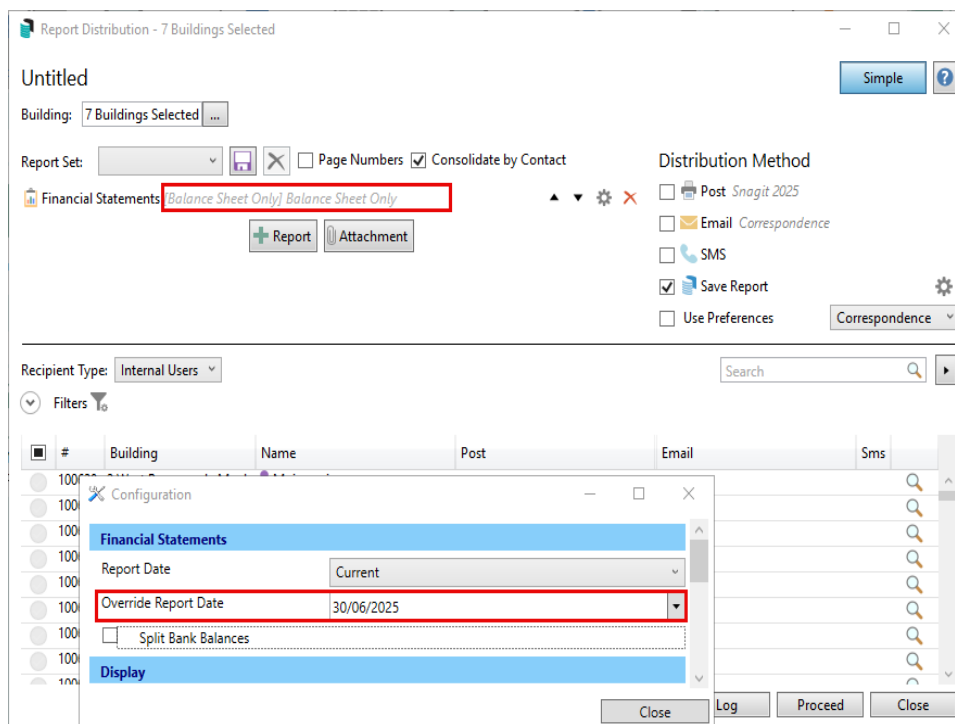 Report Distribution - 7 Buildings Selected
Untitled
Simple
Building: 7 Buildings Selected ...
Report Set: Page Numbers Consolidate by Contact
Financial Statements [Balance Sheet Only] Balance Sheet Only
Report Attachment
Distribution Method
Post Snagit 2025
Email Correspondence
SMS
Save Report
Use Preferences Correspondence
Recipient Type: Internal Users Search
Filters
# Building Name Post Email Sms
Configuration
Financial Statements
Report Date Current
Override Report Date 30/06/2025
Split Bank Balances
Display
Close
Log Proceed Close